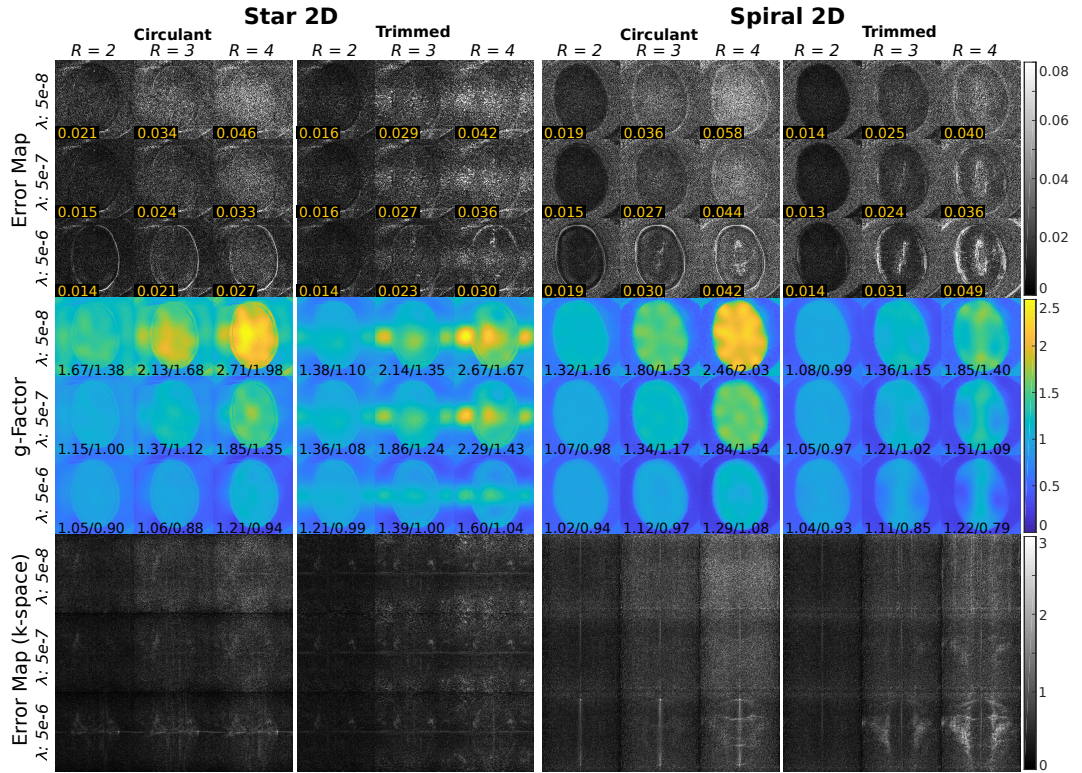 Star 2D Spiral 2D
Circulant Trimmed Circulant Trimmed
R = 2 R = 3 R = 4 R = 2 R = 3 R = 4 R = 2 R = 3 R = 4 R = 2 R = 3 R = 4
Error Map
λ: 5e-8
0.021 0.034 0.046 0.016 0.029 0.042 0.019 0.036 0.058 0.014 0.025 0.040
λ: 5e-7
0.015 0.024 0.033 0.016 0.027 0.036 0.015 0.027 0.044 0.013 0.024 0.036
λ: 5e-6
0.014 0.021 0.027 0.014 0.023 0.030 0.019 0.030 0.042 0.014 0.031 0.049
0.08
0.06
0.04
0.02
0
g-Factor
λ: 5e-8
1.67/1.38 2.13/1.68 2.71/1.98 1.38/1.10 2.14/1.35 2.67/1.67 1.32/1.16 1.80/1.53 2.46/2.03 1.08/0.99 1.36/1.15 1.85/1.40
λ: 5e-7
1.15/1.00 1.37/1.12 1.85/1.35 1.36/1.08 1.86/1.24 2.29/1.43 1.07/0.98 1.34/1.17 1.84/1.54 1.05/0.97 1.21/1.02 1.51/1.09
λ: 5e-6
1.05/0.90 1.06/0.88 1.21/0.94 1.21/0.99 1.39/1.00 1.60/1.04 1.02/0.94 1.12/0.97 1.29/1.08 1.04/0.93 1.11/0.85 1.22/0.79
2.5
2
1.5
1
0.5
0
Error Map (k-space)
λ: 5e-8
λ: 5e-7
λ: 5e-6
3
2
1
0